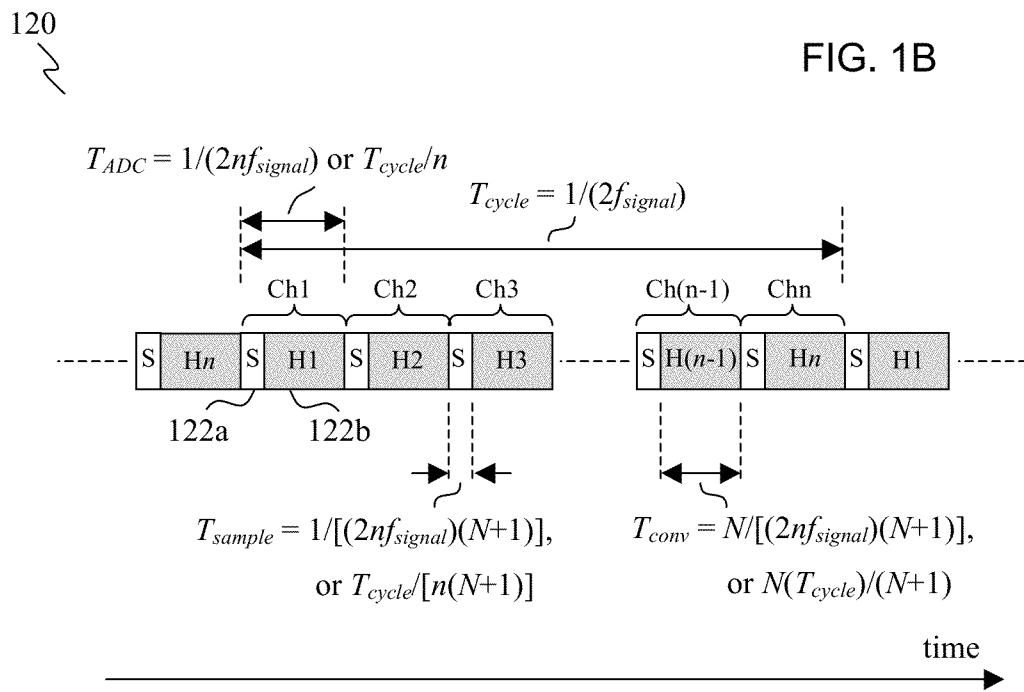 120
FIG. 1B
T_ADC = 1/(2nf_signal) or T_cycle/n
T_cycle = 1/(2f_signal)
Ch1 Ch2 Ch3 Ch(n-1) Chn
S Hn S H1 S H2 S H3 S H(n-1) S Hn S H1
122a 122b
T_sample = 1/[(2nf_signal)(N+1)],
or T_cycle/[n(N+1)]
T_conv = N/[(2nf_signal)(N+1)],
or N(T_cycle)/(N+1)
time